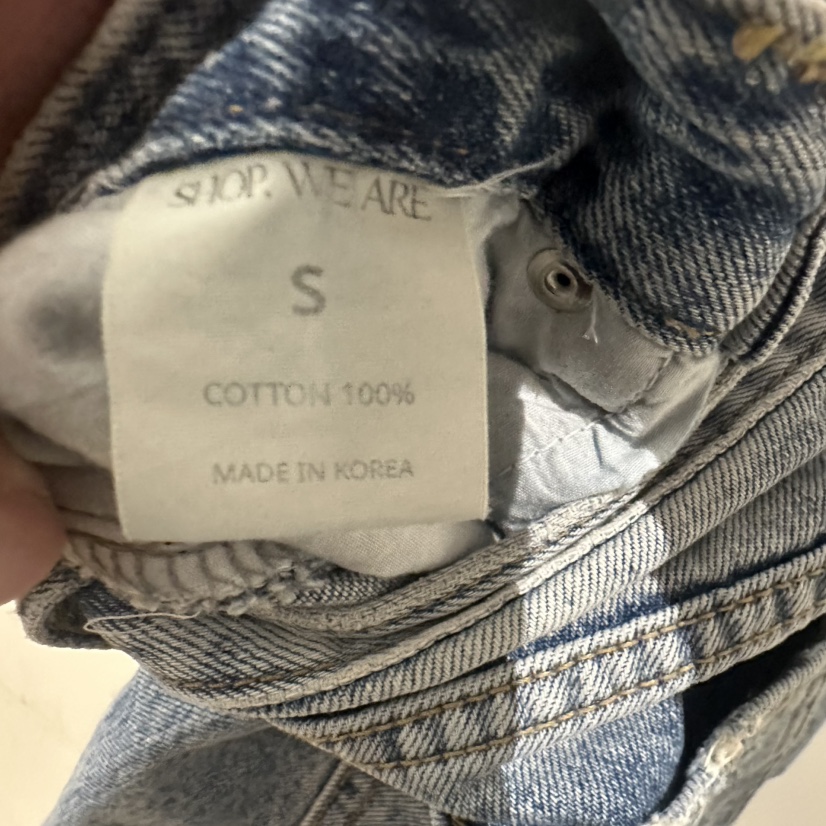 SHOP. WE ARE
S
COTTON 100%
MADE IN KOREA